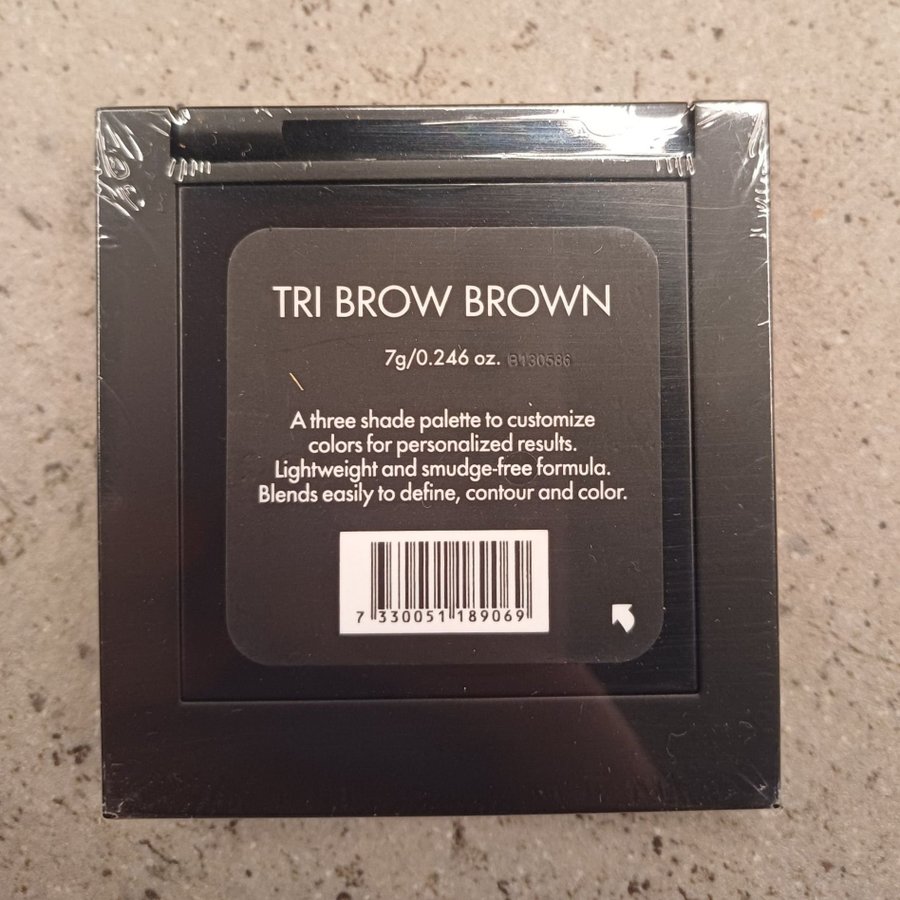 TRI BROW BROWN
7g/0.246 oz. B130586
A three shade palette to customize
colors for personalized results.
Lightweight and smudge-free formula.
Blends easily to define, contour and color.
7 330051 189069